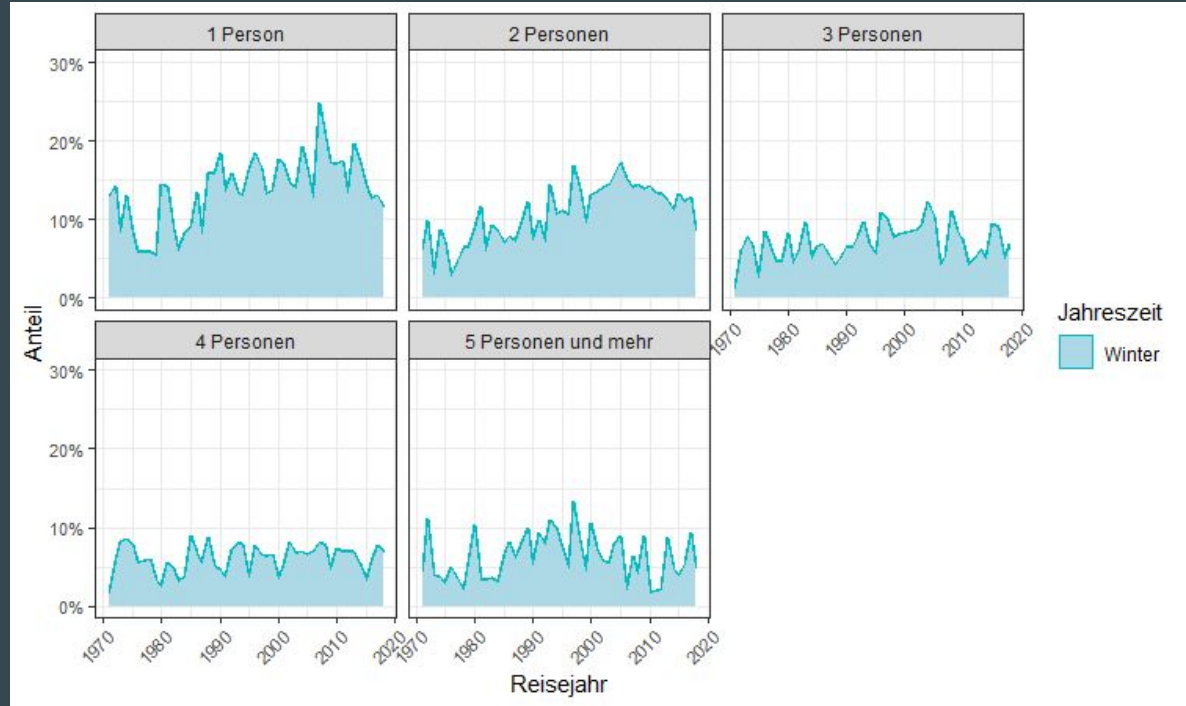 1 Person
2 Personen
3 Personen
30%
20%
10%
0%
4 Personen
5 Personen und mehr
1970
1980
1990
2000
2010
2020
30%
20%
10%
0%
1970
1980
1990
2000
2010
2020
1970
1980
1990
2000
2010
2020
Anteil
Reisejahr
Jahreszeit
Winter